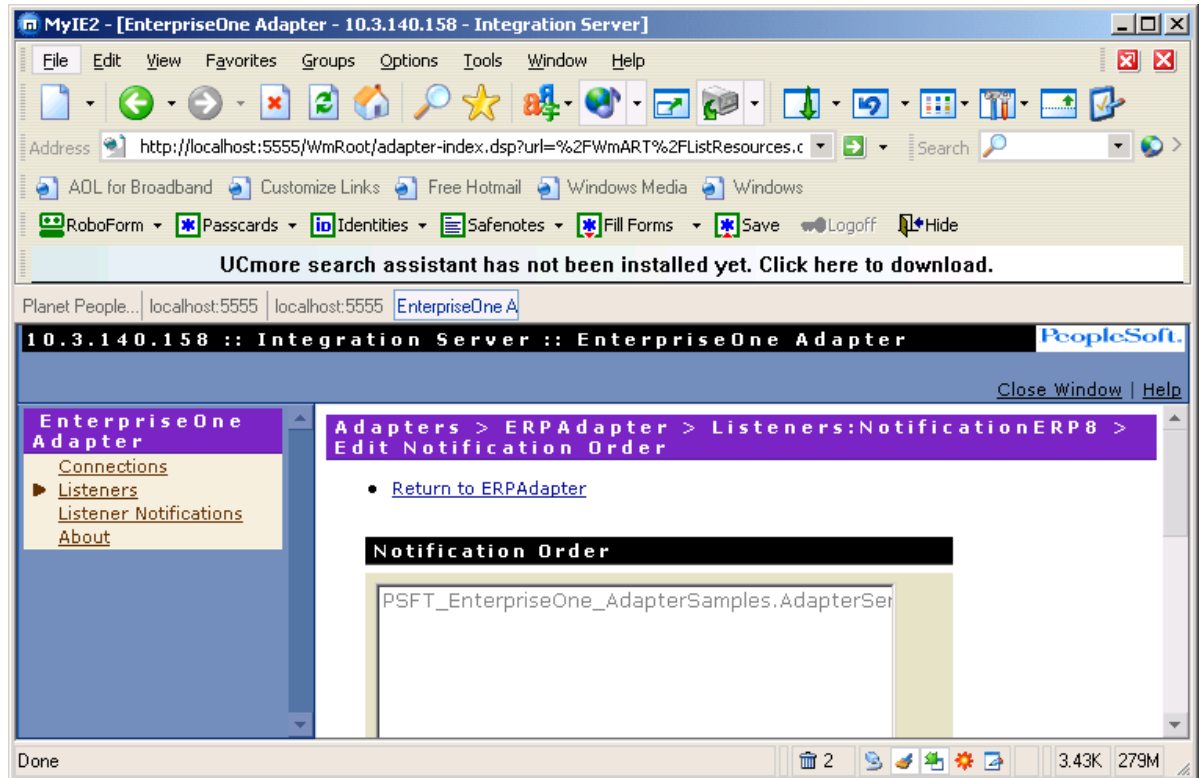 MyIE2 - [EnterpriseOne Adapter - 10.3.140.158 - Integration Server]
File Edit View Favorites Groups Options Tools Window Help
Address http://localhost:5555/WmRoot/adapter-index.dsp?url=%2FWmART%2FListResources.c Search
AOL for Broadband Customize Links Free Hotmail Windows Media Windows
RoboForm Passcards Identities Safenotes Fill Forms Save Logoff Hide
UCmore search assistant has not been installed yet. Click here to download.
Planet People... localhost:5555 localhost:5555 EnterpriseOne A
10.3.140.158 :: Integration Server :: EnterpriseOne Adapter PeopleSoft.
Close Window | Help
EnterpriseOne
Adapter
Connections
Listeners
Listener Notifications
About
Adapters > ERPAdapter > Listeners:NotificationERP8 >
Edit Notification Order
Return to ERPAdapter
Notification Order
PSFT_EnterpriseOne_AdapterSamples.AdapterSer
Done 2 3.43K 279M